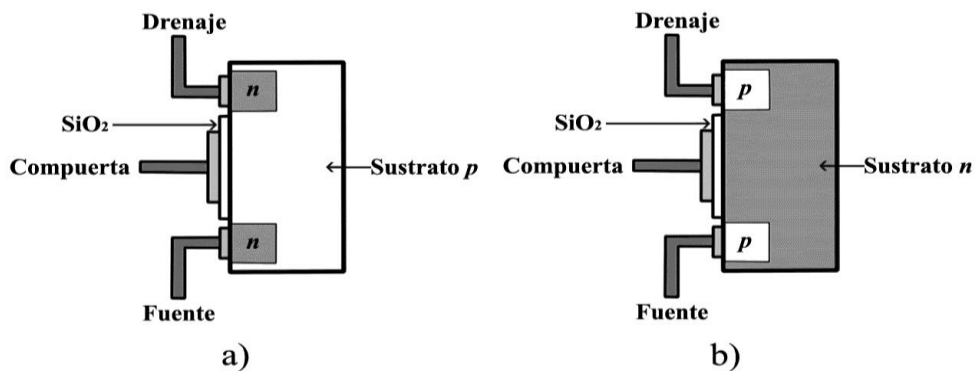 Drenaje
n
SiO₂
Compuerta
Sustrato p
n
Fuente
a)
Drenaje
p
SiO₂
Compuerta
Sustrato n
p
Fuente
b)